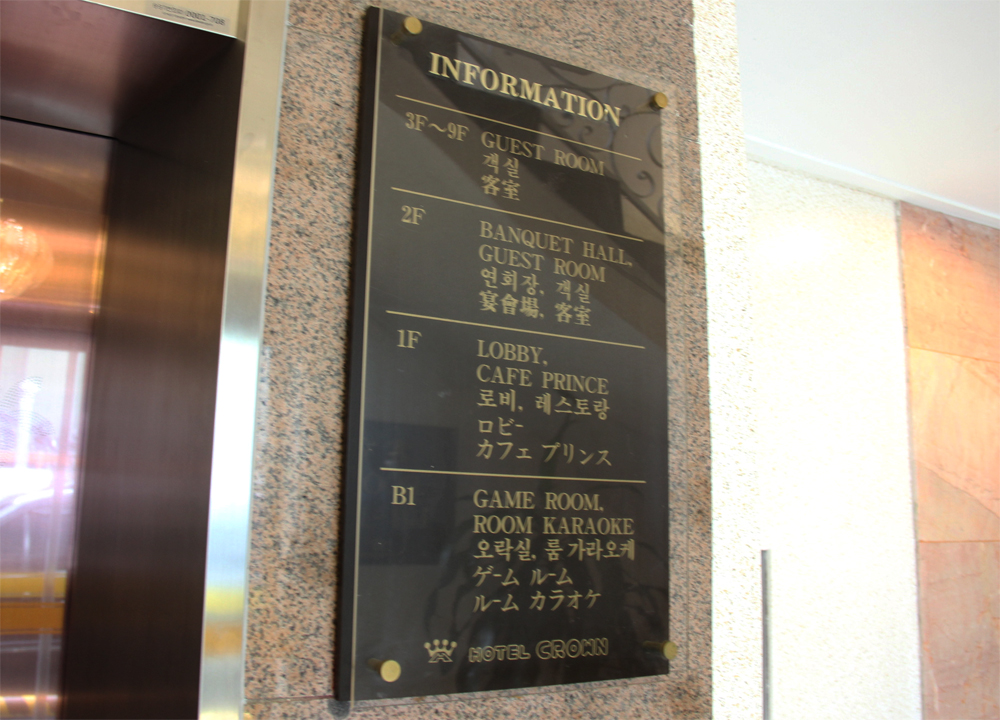 INFORMATION
3F~9F GUEST ROOM
객실
客室
2F BANQUET HALL,
GUEST ROOM
연회장, 객실
宴會場, 客室
1F LOBBY,
CAFE PRINCE
로비, 레스토랑
ロビー
カフェ プリンス
B1 GAME ROOM,
ROOM KARAOKE
오락실, 룸 가라오케
ゲーム ルーム
ルーム カラオケ
HOTEL CROWN